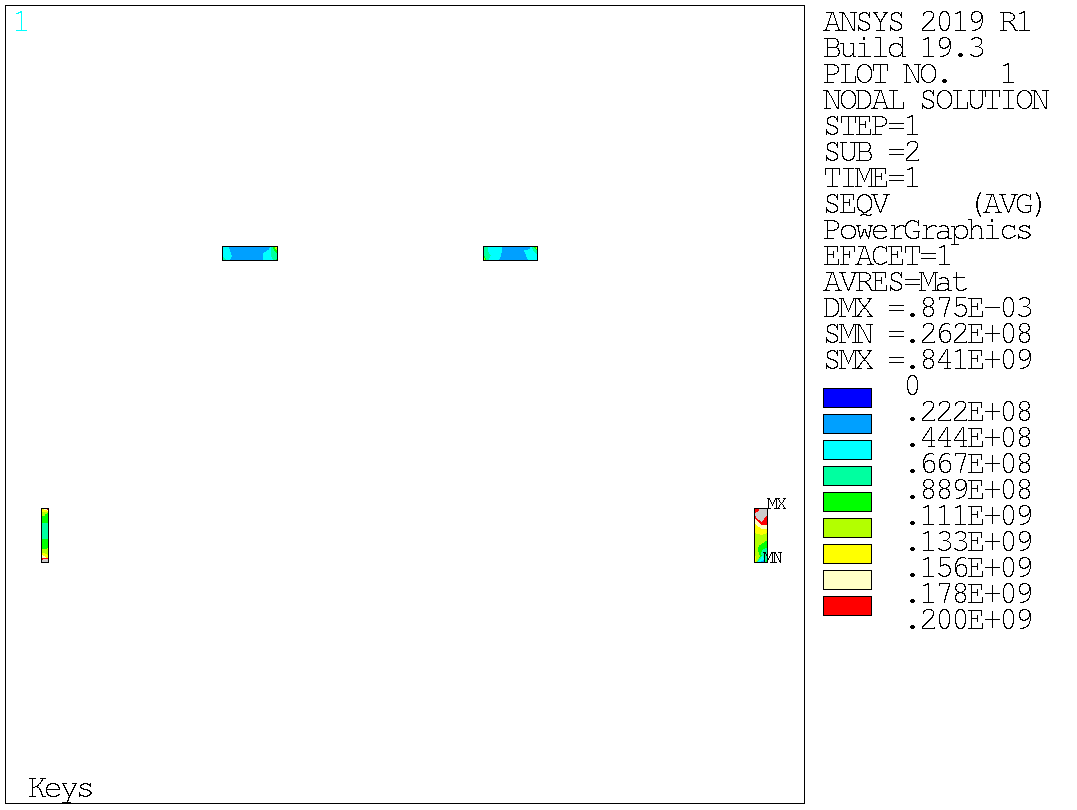 1
ANSYS 2019 R1
Build 19.3
PLOT NO. 1
NODAL SOLUTION
STEP=1
SUB =2
TIME=1
SEQV (AVG)
PowerGraphics
EFACET=1
AVRES=Mat
DMX =.875E-03
SMN =.262E+08
SMX =.841E+09
0
.222E+08
.444E+08
.667E+08
.889E+08
.111E+09
.133E+09
.156E+09
.178E+09
.200E+09
MX
MN
Keys